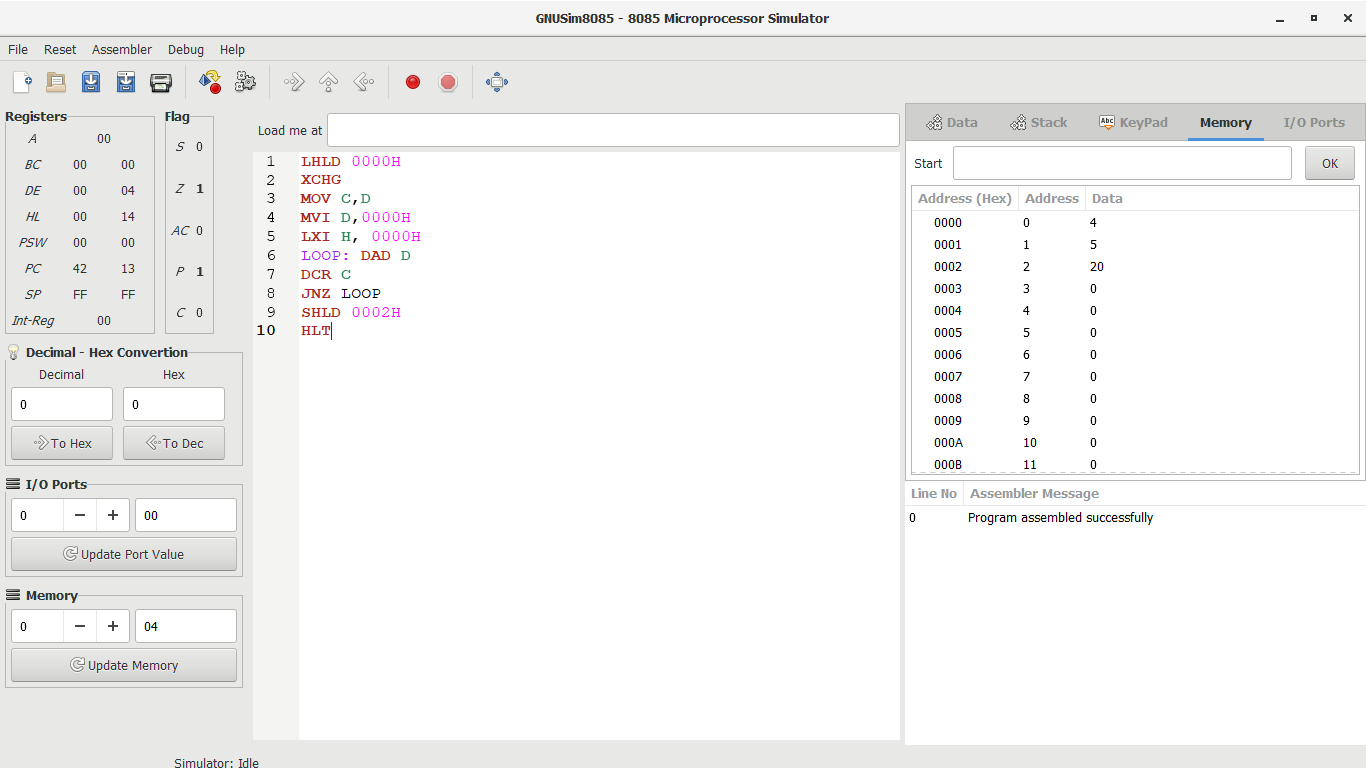 GNUSim8085 - 8085 Microprocessor Simulator
File Reset Assembler Debug Help
Registers
A 00
BC 00 00
DE 00 04
HL 00 14
PSW 00 00
PC 42 13
SP FF FF
Int-Reg 00
Flag
S 0
Z 1
AC 0
P 1
C 0
Decimal - Hex Convertion
Decimal Hex
0 0
To Hex To Dec
I/O Ports
0 − + 00
Update Port Value
Memory
0 − + 04
Update Memory
Load me at
1 LHLD 0000H
2 XCHG
3 MOV C,D
4 MVI D,0000H
5 LXI H, 0000H
6 LOOP: DAD D
7 DCR C
8 JNZ LOOP
9 SHLD 0002H
10 HLT
Data Stack Abc KeyPad Memory I/O Ports
Start OK
Address (Hex) Address Data
0000 0 4
0001 1 5
0002 2 20
0003 3 0
0004 4 0
0005 5 0
0006 6 0
0007 7 0
0008 8 0
0009 9 0
000A 10 0
000B 11 0
Line No Assembler Message
0 Program assembled successfully
Simulator: Idle